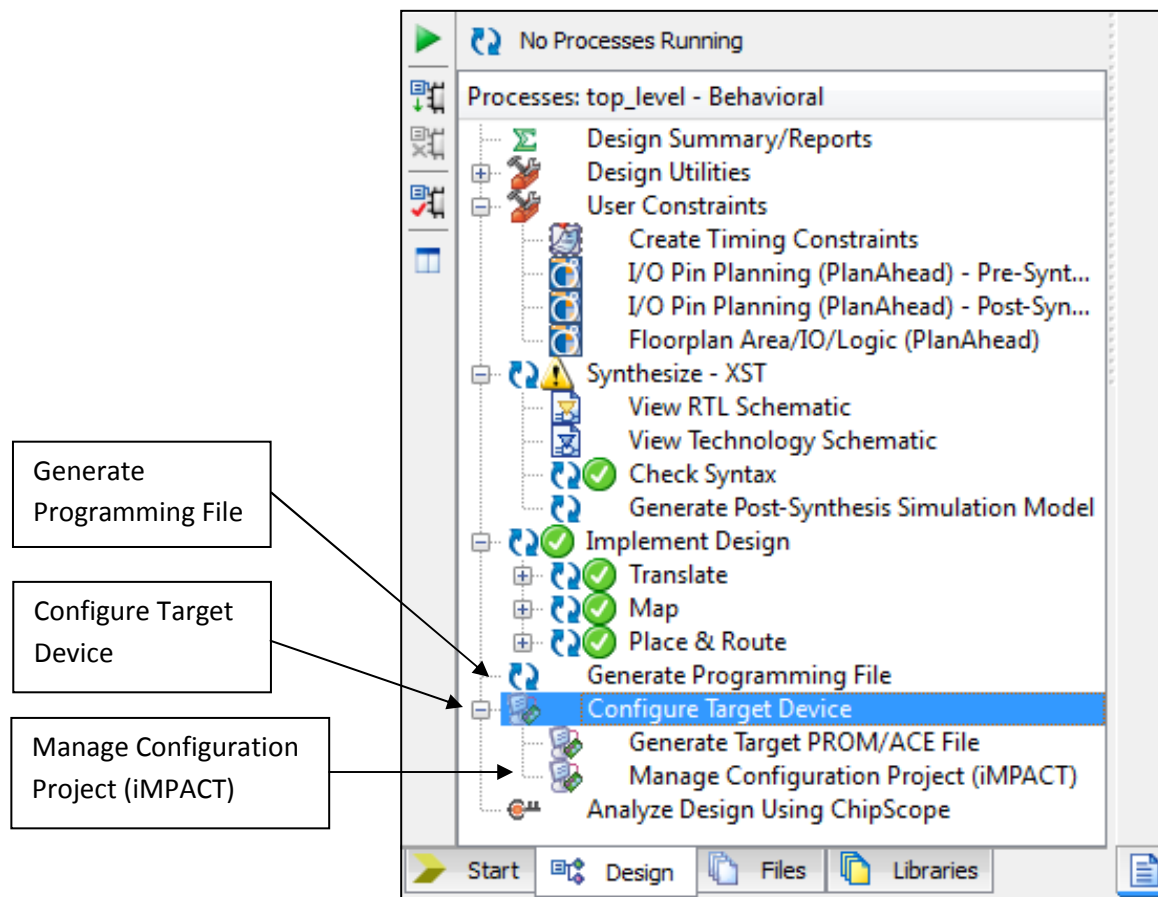 No Processes Running
Processes: top_level - Behavioral
Design Summary/Reports
Design Utilities
User Constraints
Create Timing Constraints
I/O Pin Planning (PlanAhead) - Pre-Synt...
I/O Pin Planning (PlanAhead) - Post-Syn...
Floorplan Area/IO/Logic (PlanAhead)
Synthesize - XST
View RTL Schematic
View Technology Schematic
Check Syntax
Generate Post-Synthesis Simulation Model
Implement Design
Translate
Map
Place & Route
Generate Programming File
Configure Target Device
Generate Target PROM/ACE File
Manage Configuration Project (iMPACT)
Analyze Design Using ChipScope
Start Design Files Libraries
Generate
Programming File
Configure Target
Device
Manage Configuration
Project (iMPACT)